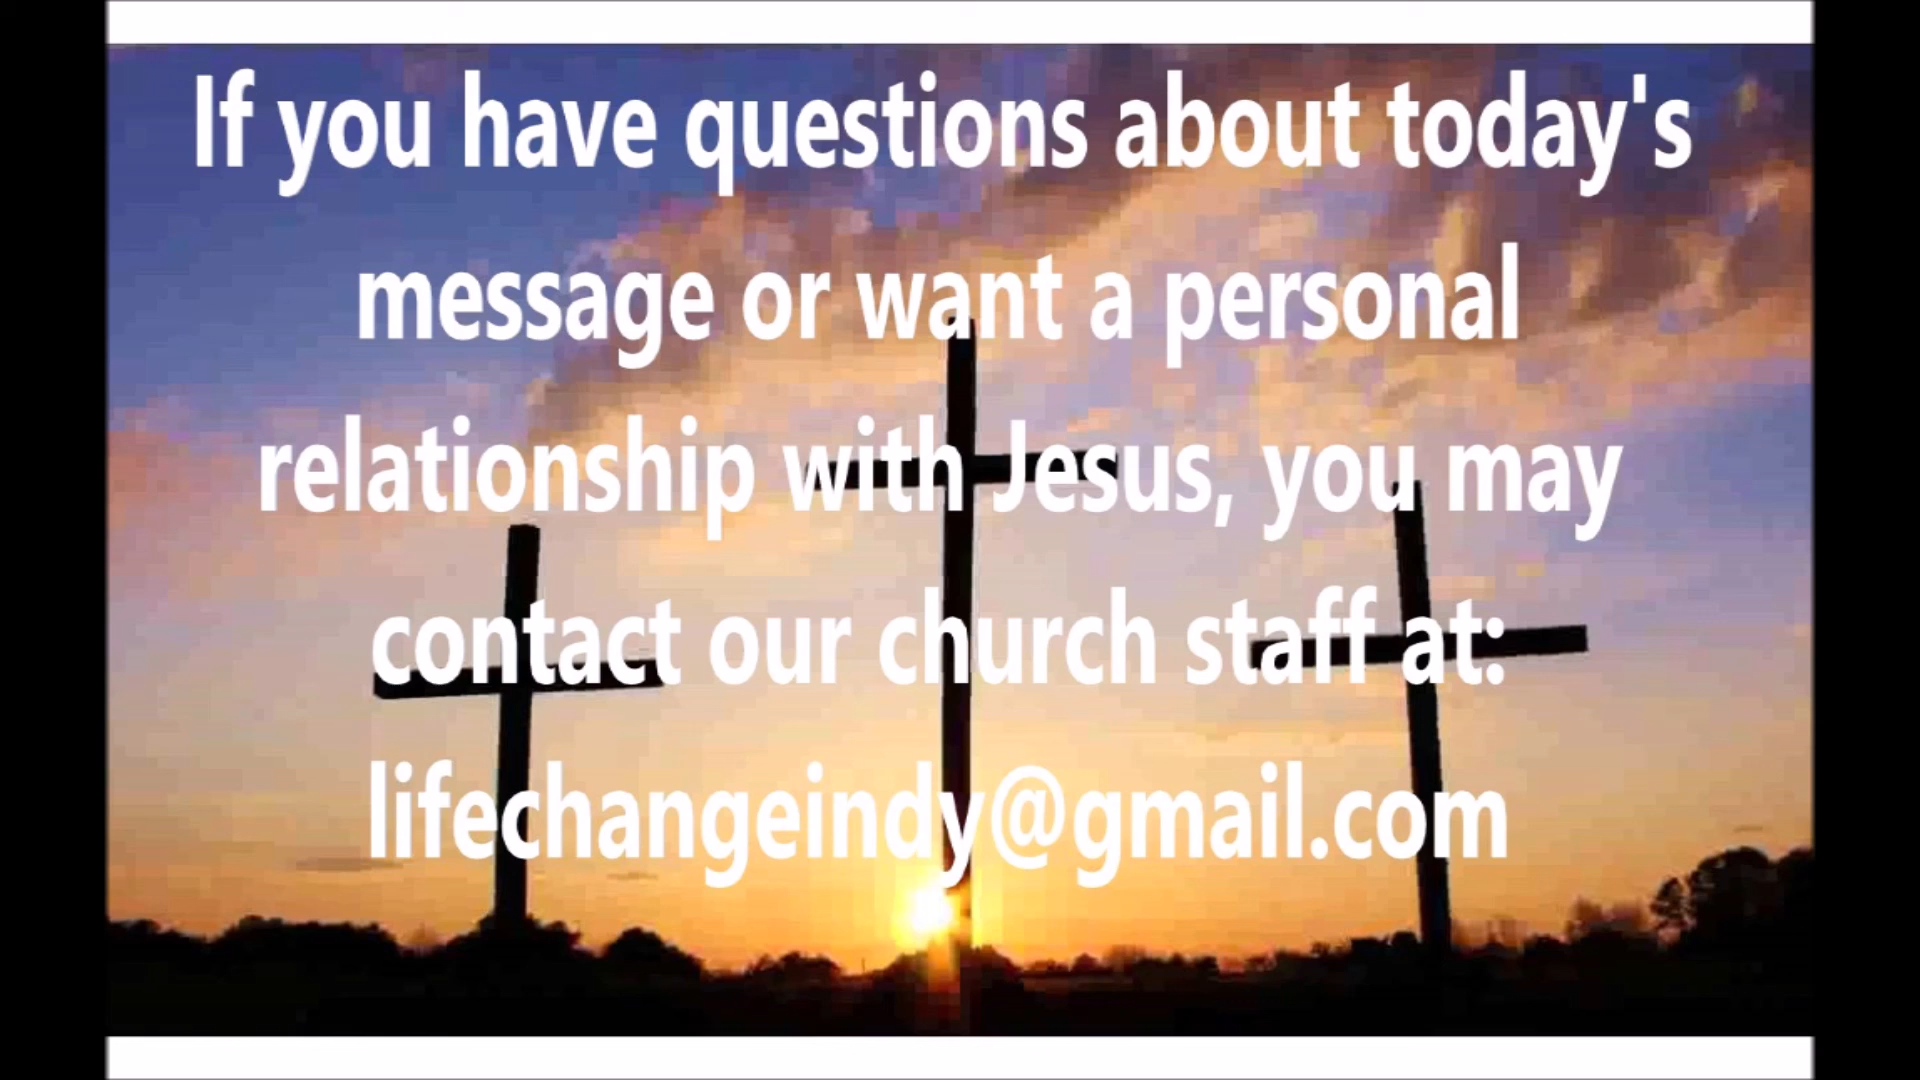 If you have questions about today's
message or want a personal
relationship with Jesus, you may
contact our church staff at:
lifechangeindy@gmail.com